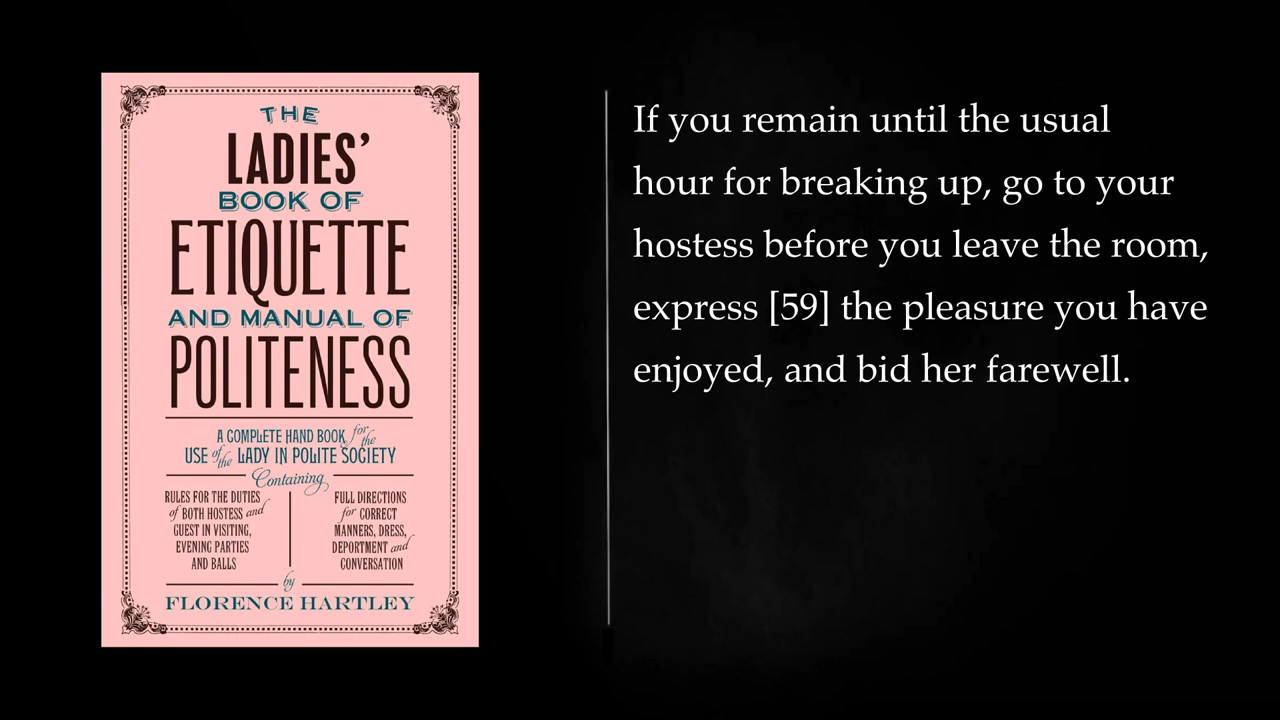 THE
LADIES'
BOOK OF
ETIQUETTE
AND MANUAL OF
POLITENESS
A COMPLETE HAND BOOK for the
USE of the LADY IN POLITE SOCIETY
Containing
RULES FOR THE DUTIES
of BOTH HOSTESS and
GUEST IN VISITING,
EVENING PARTIES
AND BALLS
FULL DIRECTIONS
for CORRECT
MANNERS, DRESS,
DEPORTMENT and
CONVERSATION
by
FLORENCE HARTLEY
If you remain until the usual
hour for breaking up, go to your
hostess before you leave the room,
express [59] the pleasure you have
enjoyed, and bid her farewell.